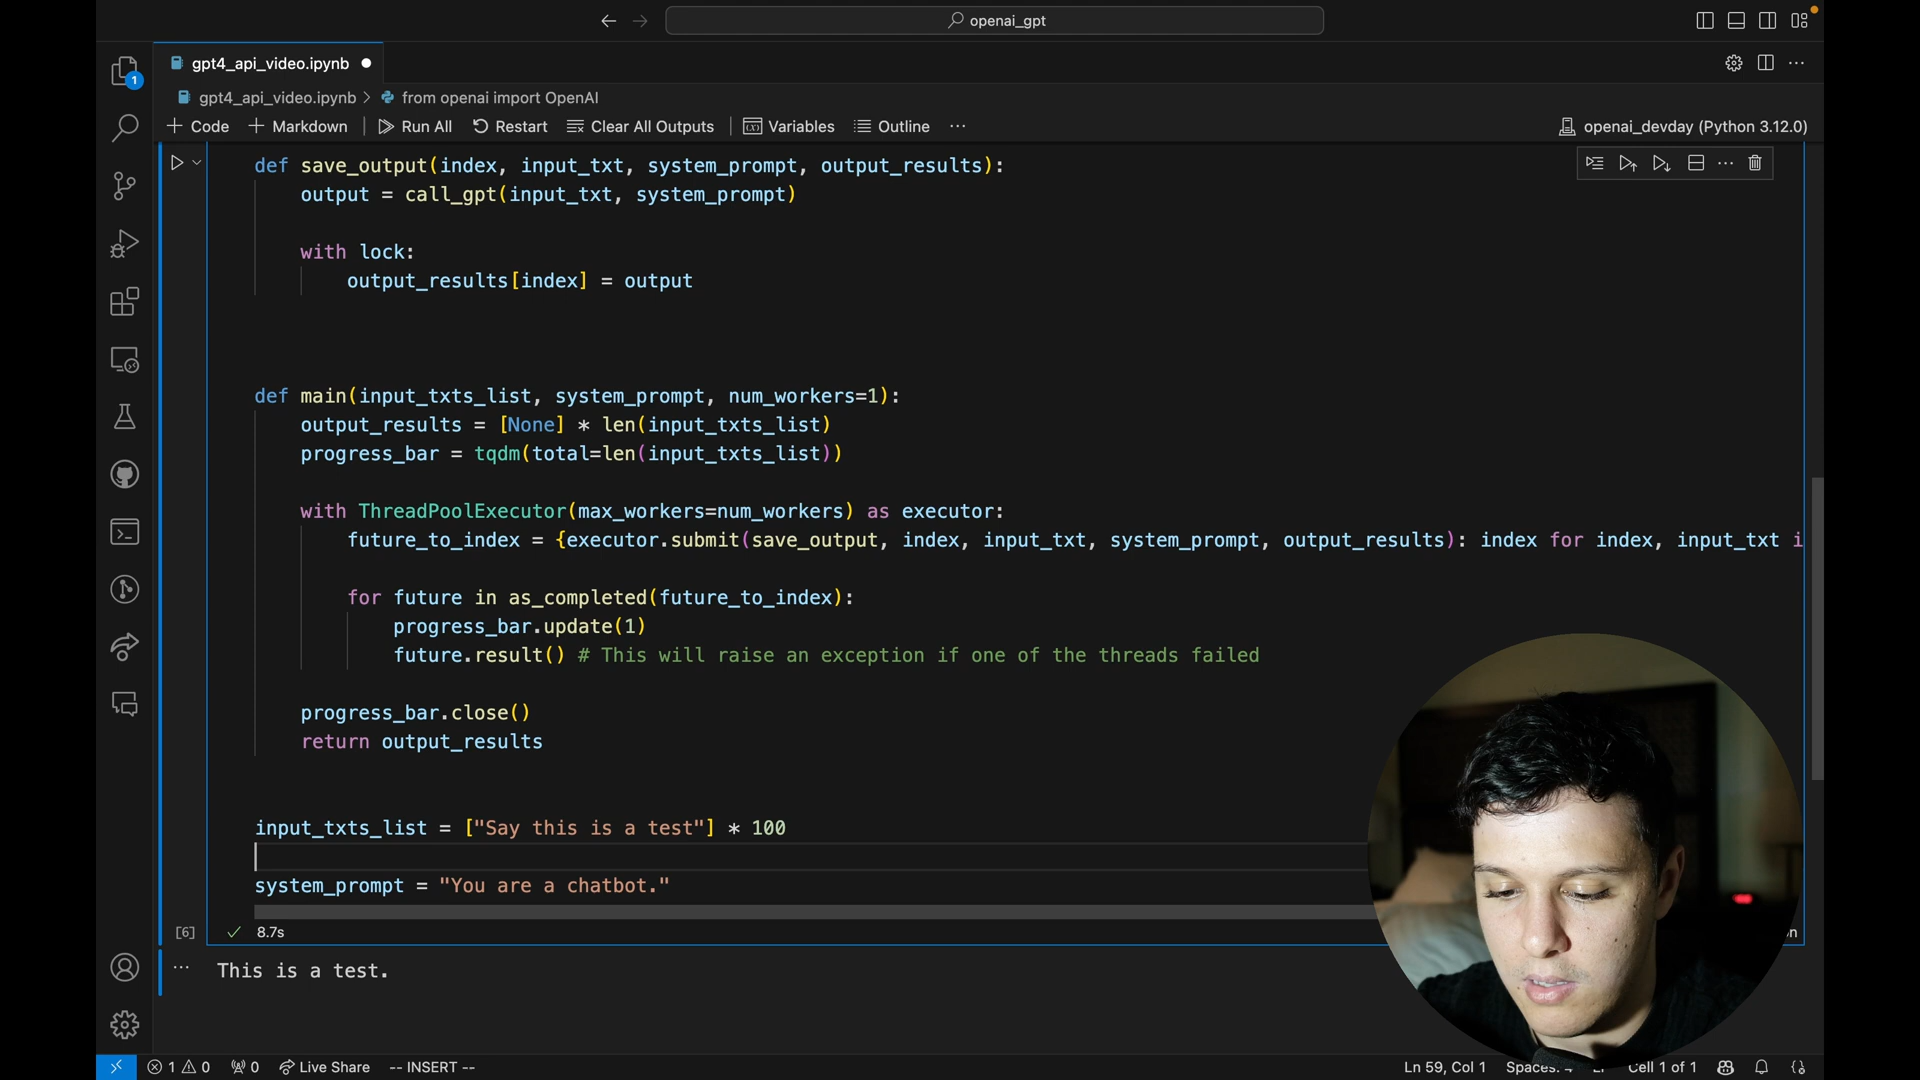 openai_gpt
gpt4_api_video.ipynb
1
gpt4_api_video.ipynb > from openai import OpenAI
Code Markdown Run All Restart Clear All Outputs Variables Outline ... openai_devday (Python 3.12.0)
def save_output(index, input_txt, system_prompt, output_results):
output = call_gpt(input_txt, system_prompt)
with lock:
output_results[index] = output
def main(input_txts_list, system_prompt, num_workers=1):
output_results = [None] * len(input_txts_list)
progress_bar = tqdm(total=len(input_txts_list))
with ThreadPoolExecutor(max_workers=num_workers) as executor:
future_to_index = {executor.submit(save_output, index, input_txt, system_prompt, output_results): index for index, input_txt i
for future in as_completed(future_to_index):
progress_bar.update(1)
future.result() # This will raise an exception if one of the threads failed
progress_bar.close()
return output_results
input_txts_list = ["Say this is a test"] * 100
system_prompt = "You are a chatbot."
[6] 8.7s
... This is a test.
1 0 0 Live Share -- INSERT -- Ln 59, Col 1 Spaces: Cell 1 of 1